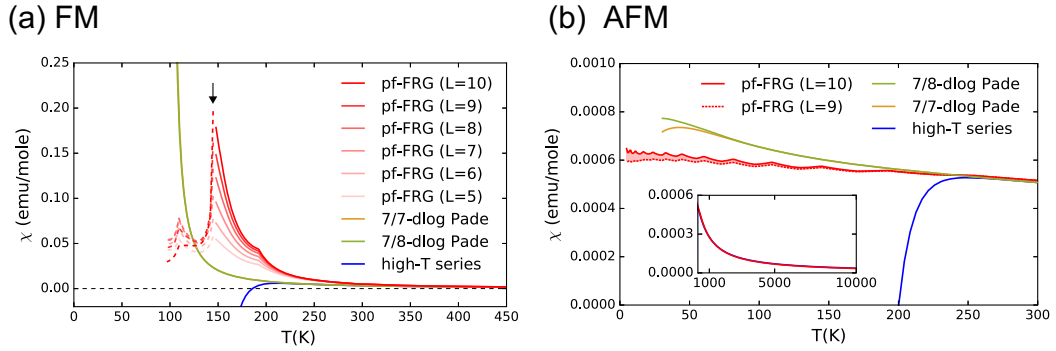 (a) FM
0.25
0.20
0.15
0.10
0.05
0.00
χ (emu/mole)
0 50 100 150 200 250 300 350 400 450
T(K)
pf-FRG (L=10)
pf-FRG (L=9)
pf-FRG (L=8)
pf-FRG (L=7)
pf-FRG (L=6)
pf-FRG (L=5)
7/7-dlog Pade
7/8-dlog Pade
high-T series
(b) AFM
0.0010
0.0008
0.0006
0.0004
0.0002
0.0000
χ (emu/mole)
0 50 100 150 200 250 300
T(K)
pf-FRG (L=10)
pf-FRG (L=9)
7/8-dlog Pade
7/7-dlog Pade
high-T series
0.0006
0.0003
0.0000
1000 5000 10000